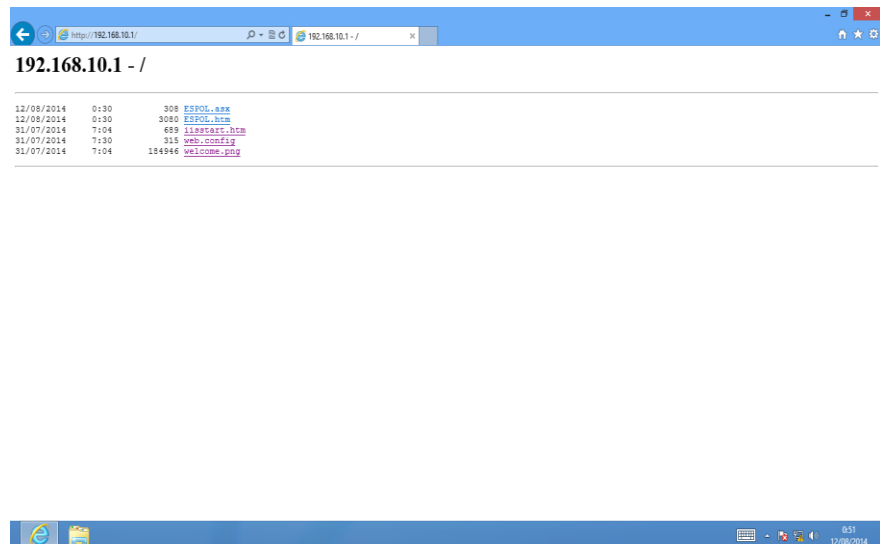 http://192.168.10.1/
192.168.10.1 - /
192.168.10.1 - /
12/08/2014 0:30 308 ESPOL.asx
12/08/2014 0:30 3080 ESPOL.htm
31/07/2014 7:04 689 iisstart.htm
31/07/2014 7:30 315 web.config
31/07/2014 7:04 184946 welcome.png
0:51
12/08/2014